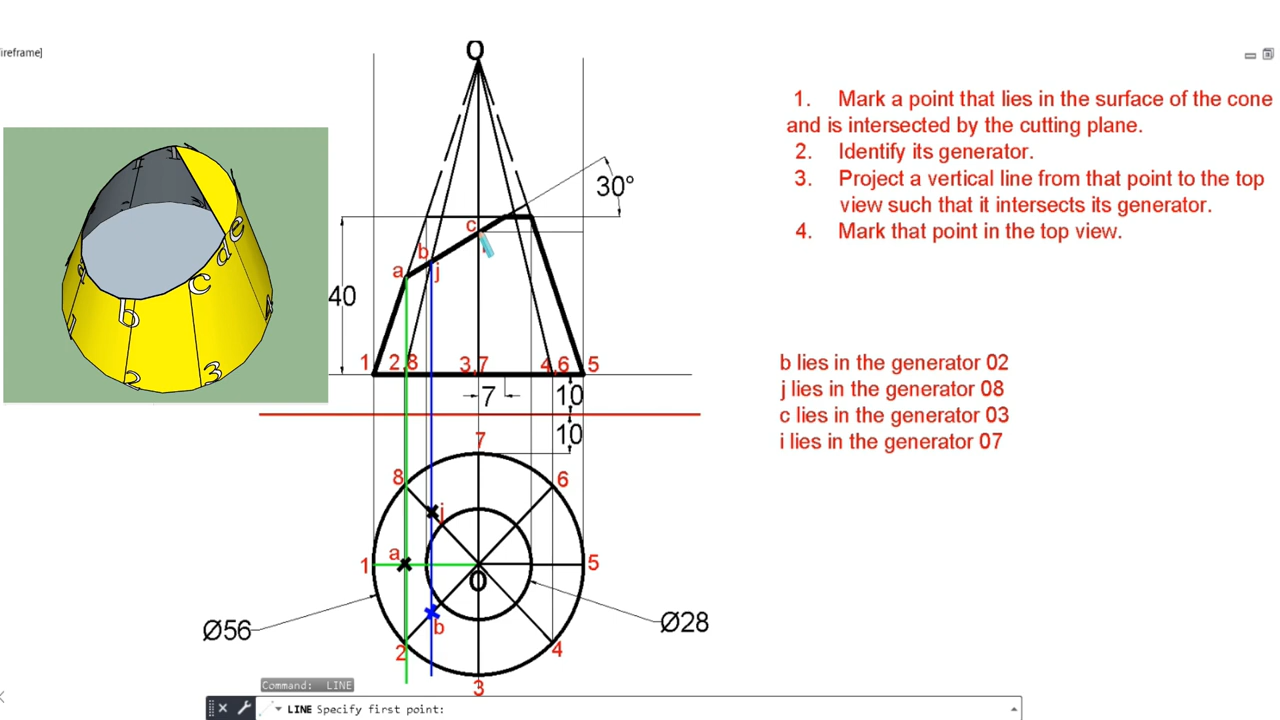 ireframe]
O
1. Mark a point that lies in the surface of the cone
and is intersected by the cutting plane.
2. Identify its generator.
3. Project a vertical line from that point to the top
view such that it intersects its generator.
4. Mark that point in the top view.
30°
c
b
a
j
40
1 2,8 3,7 4,6 5
7
10
10
b lies in the generator 02
j lies in the generator 08
c lies in the generator 03
i lies in the generator 07
e
d
c
b
2
3
4
7
8
6
j
a
1
5
O
b
Ø56
Ø28
2
4
3
Command: LINE
LINE Specify first point: